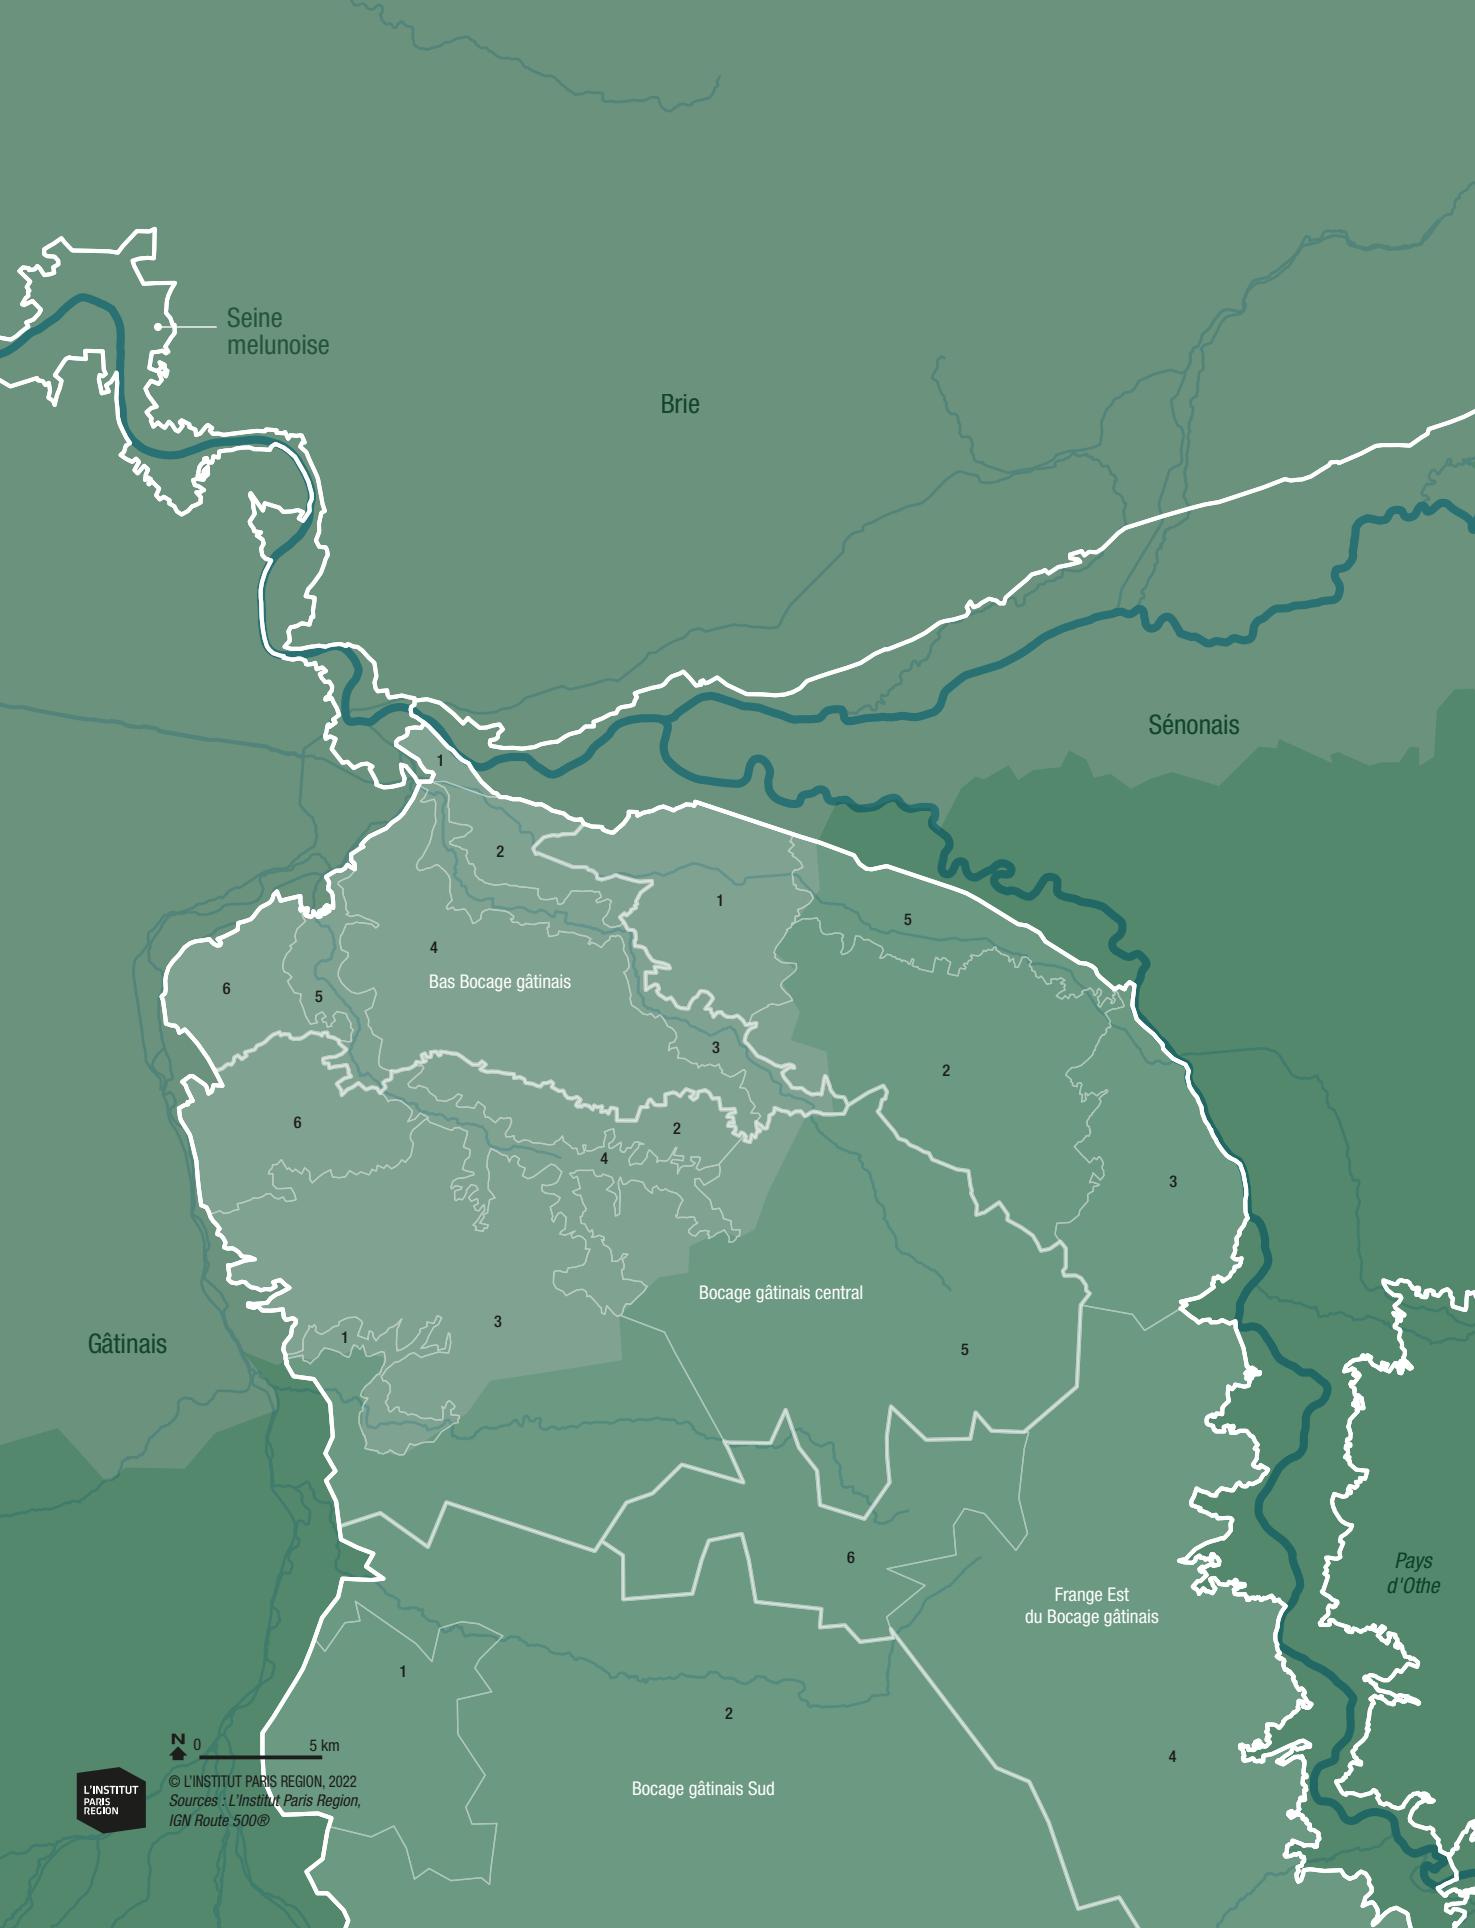 Seine
melunoise
Brie
Sénonais
1
2
1
5
4
Bas Bocage gâtinais
6
5
3
2
6
2
4
3
Bocage gâtinais central
3
1
Gâtinais
5
6
Pays
d'Othe
Frange Est
du Bocage gâtinais
1
2
4
Bocage gâtinais Sud
N
0
5 km
© L'INSTITUT PARIS REGION, 2022
Sources : L'Institut Paris Region,
IGN Route 500®
L'INSTITUT
PARIS
REGION